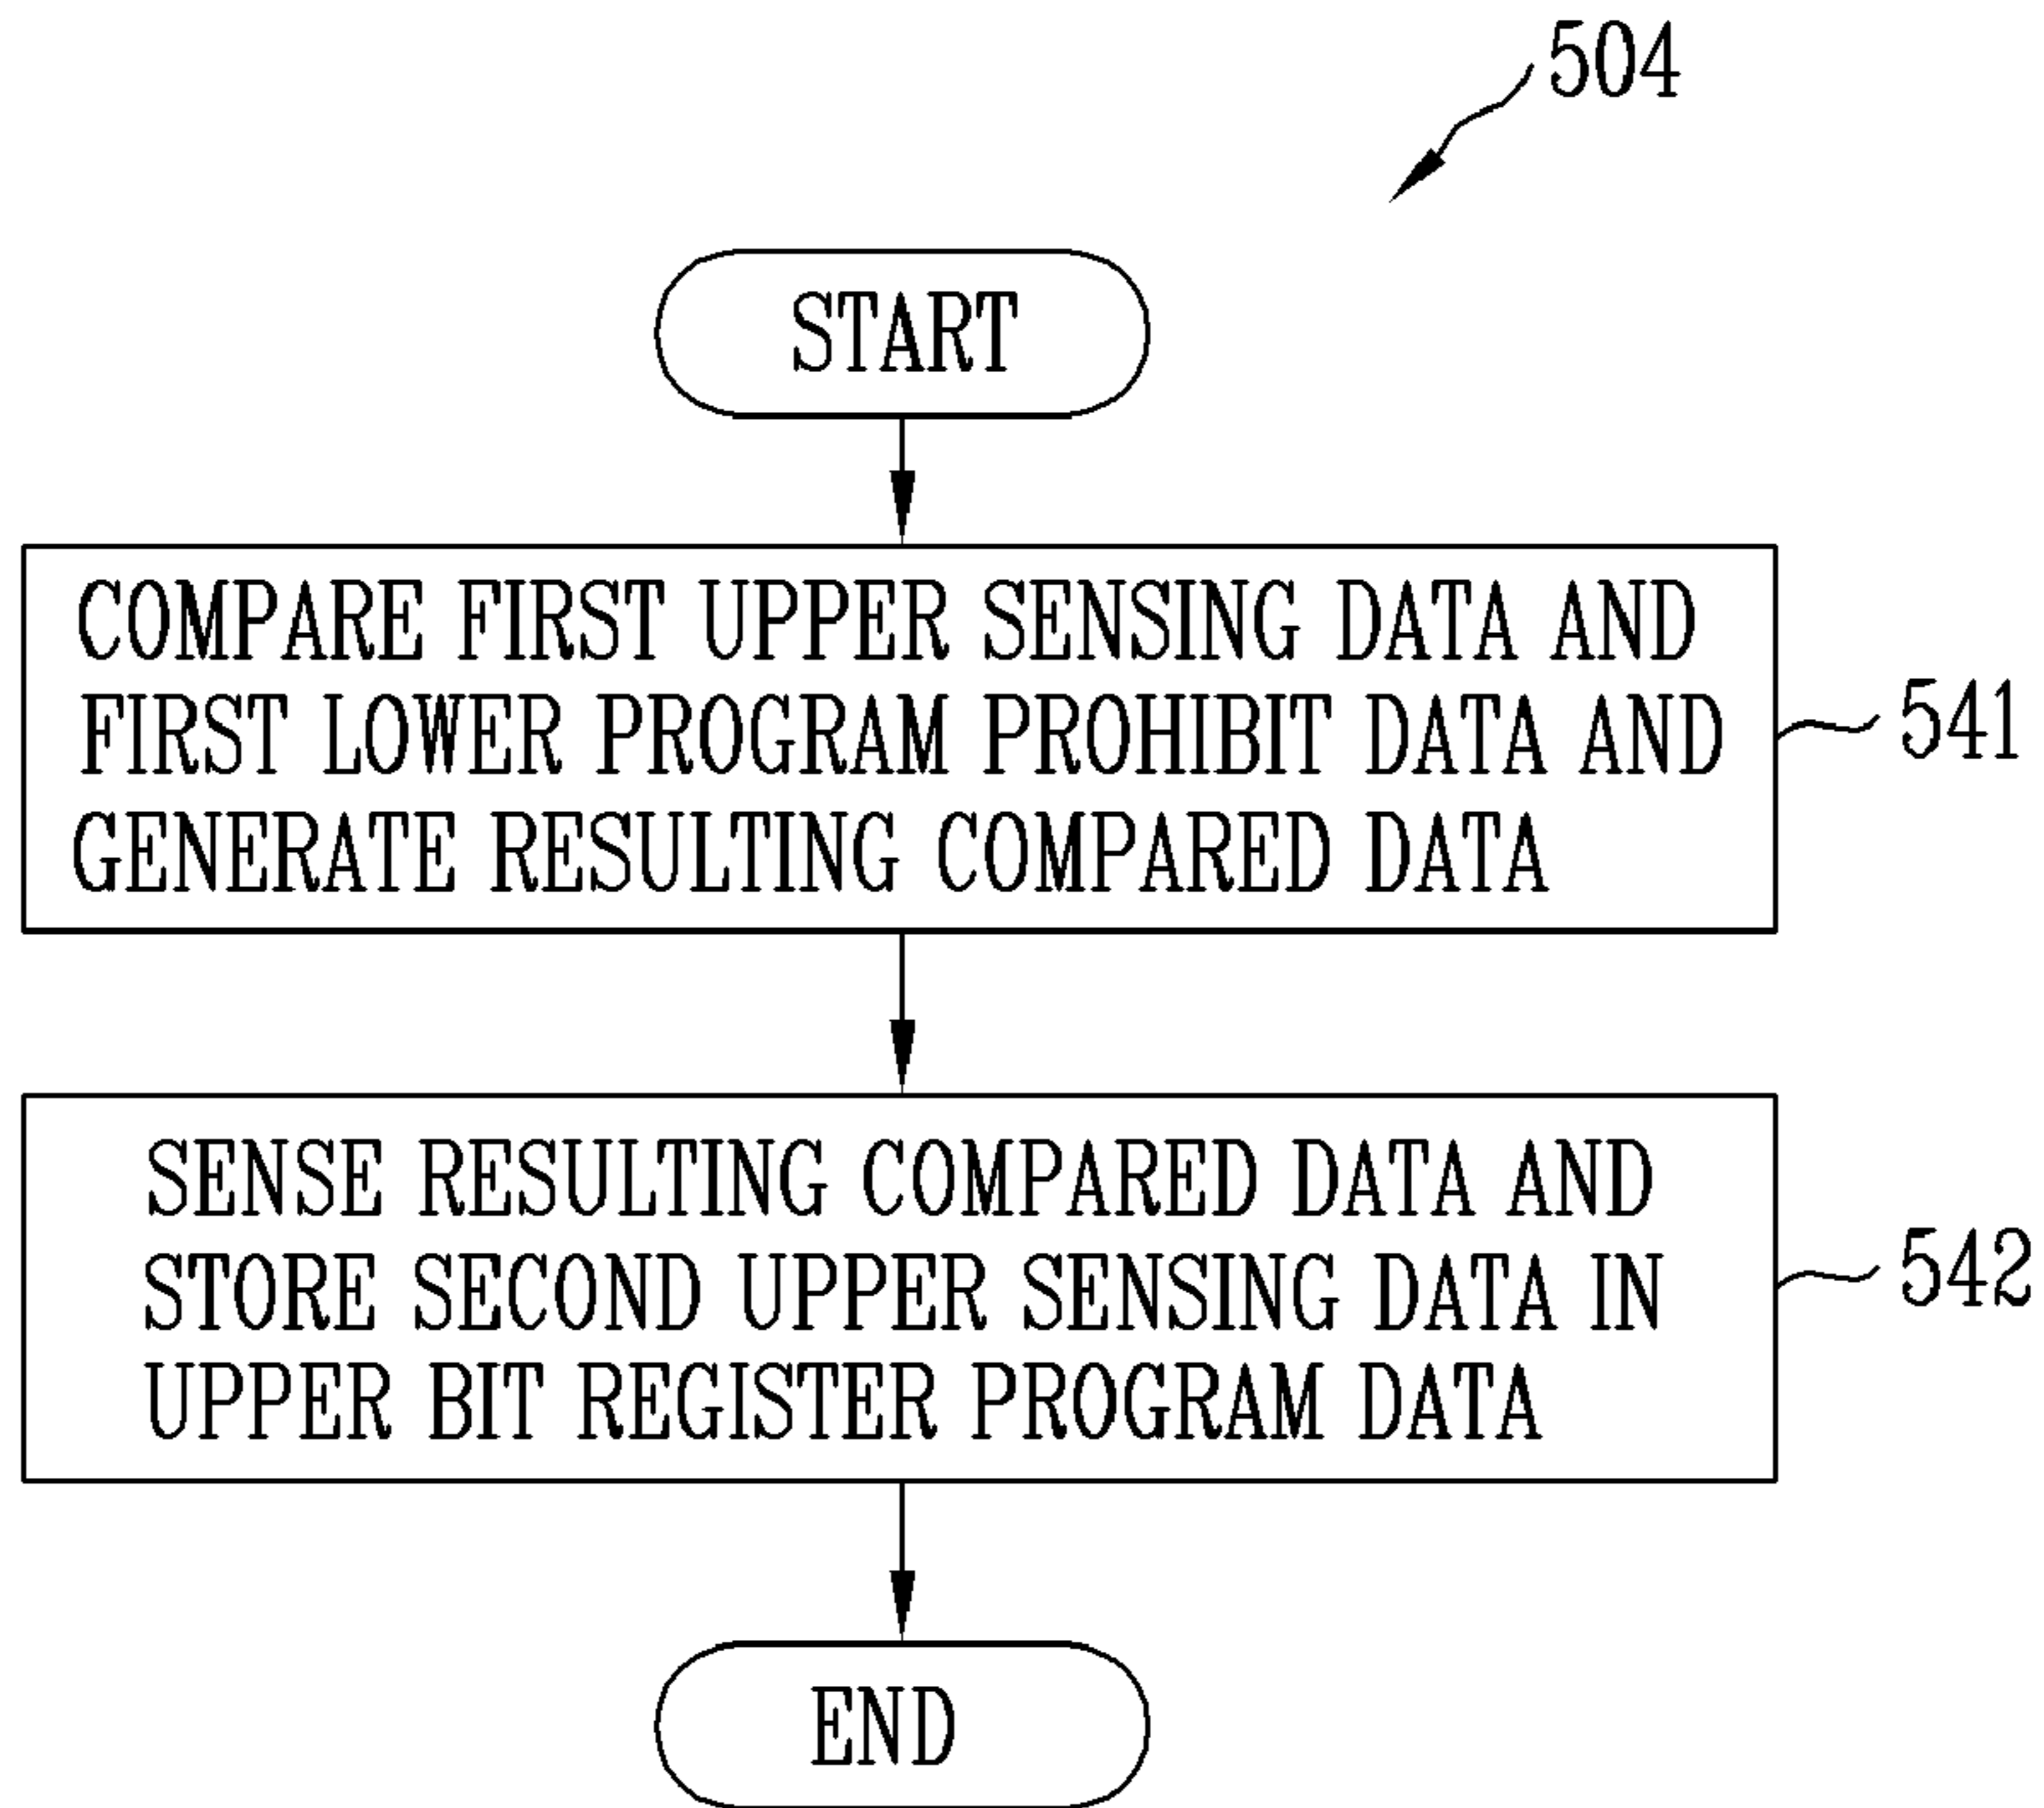 504
START
COMPARE FIRST UPPER SENSING DATA AND
FIRST LOWER PROGRAM PROHIBIT DATA AND
GENERATE RESULTING COMPARED DATA
541
SENSE RESULTING COMPARED DATA AND
STORE SECOND UPPER SENSING DATA IN
UPPER BIT REGISTER PROGRAM DATA
542
END